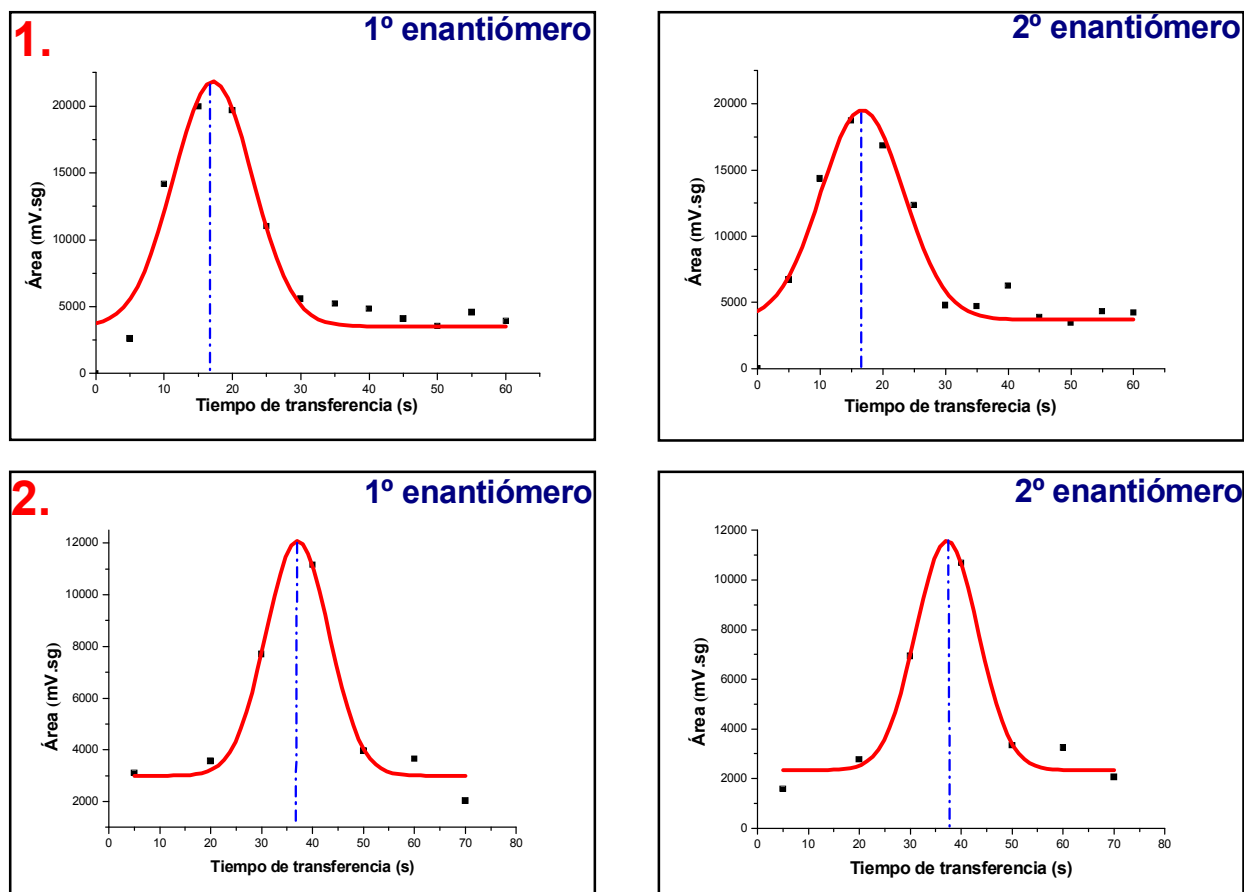 1.
1º enantiómero
20000
15000
10000
5000
0
Área (mV.sg)
0 10 20 30 40 50 60
Tiempo de transferencia (s)
2º enantiómero
25000
20000
15000
10000
5000
0
Área (mV.sg)
0 10 20 30 40 50 60
Tiempo de transferecia (s)
2.
1º enantiómero
12000
10000
8000
6000
4000
2000
Área (mV.sg)
0 10 20 30 40 50 60 70 80
Tiempo de transferencia (s)
2º enantiómero
12000
10000
8000
6000
4000
2000
0
Área (mV.sg)
0 10 20 30 40 50 60 70 80
Tiempo de transferencia (s)